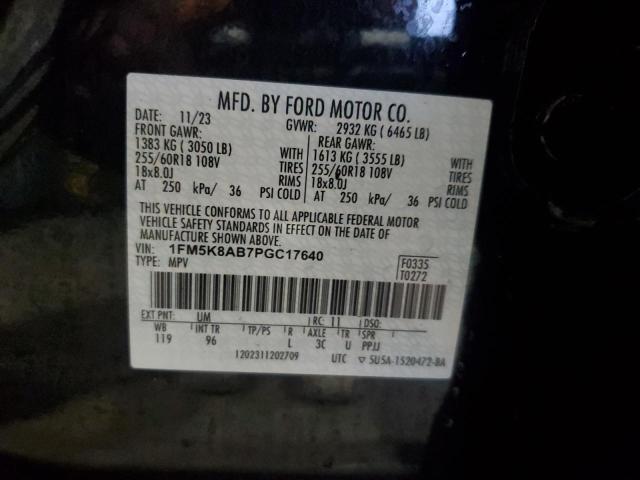 MFD. BY FORD MOTOR CO.
DATE: 11/23 GVWR: 2932 KG ( 6465 LB)
FRONT GAWR: REAR GAWR:
1383 KG ( 3050 LB) WITH 1613 KG ( 3555 LB) WITH
255/60R18 108V TIRES 255/60R18 108V TIRES
18x8.0J RIMS 18x8.0J RIMS
AT 250 kPa/ 36 PSI COLD AT 250 kPa/ 36 PSI COLD
THIS VEHICLE CONFORMS TO ALL APPLICABLE FEDERAL MOTOR
VEHICLE SAFETY STANDARDS IN EFFECT ON THE DATE OF
MANUFACTURE SHOWN ABOVE.
VIN: 1FM5K8AB7PGC17640 F0335
TYPE: MPV T0272
EXT PNT: UM RC: 11 DSO:
WB INT TR TP/PS R AXLE TR
119 96 L 3C U PPJJ
1202311202709 UTC ▽ 5U5A-1520472-BA